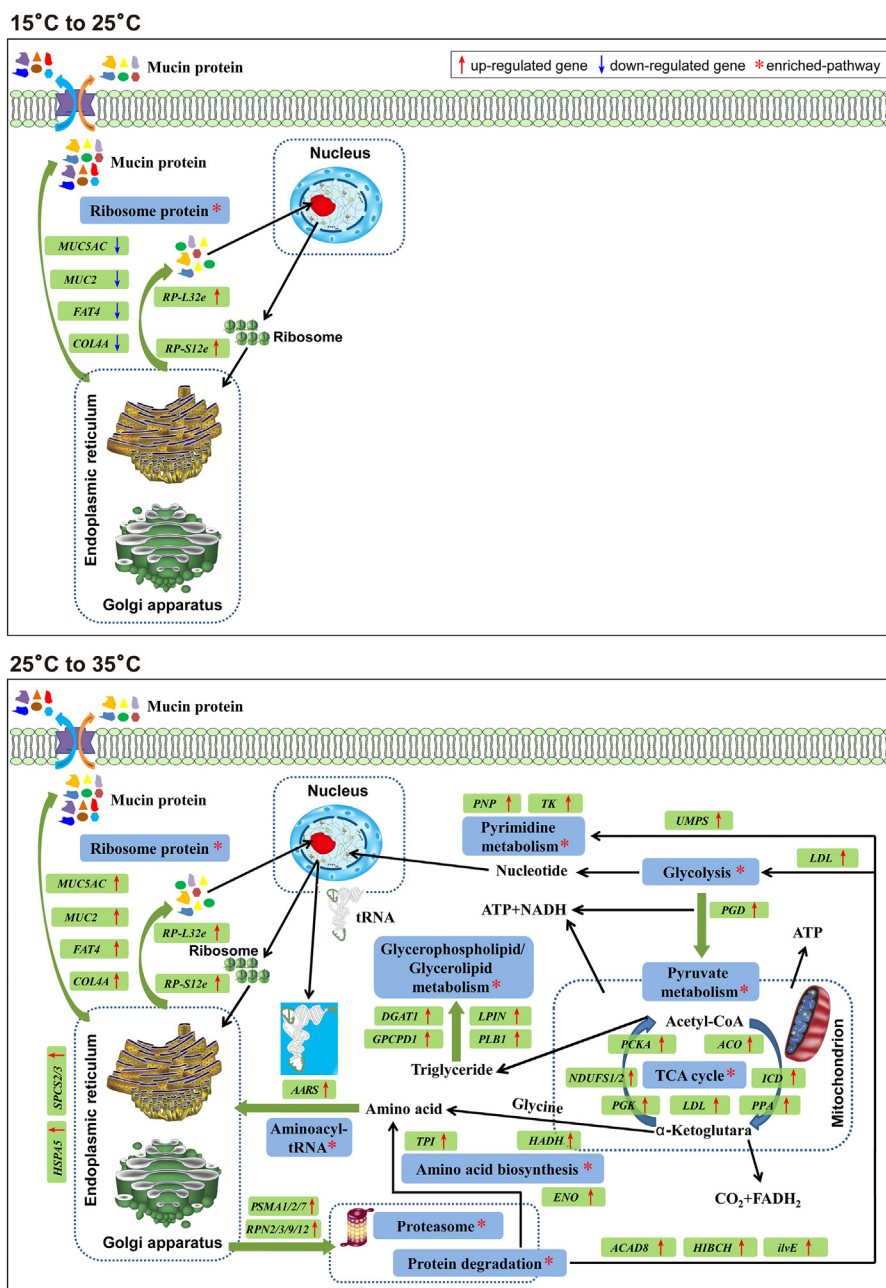 15°C to 25°C
Mucin protein
↑ up-regulated gene ↓ down-regulated gene * enriched-pathway
Mucin protein
Nucleus
Ribosome protein *
MUC5AC ↓
MUC2 ↓
RP-L32e ↑
FAT4 ↓
COL4A ↓
RP-S12e ↑
Ribosome
Endoplasmic reticulum
Golgi apparatus
25°C to 35°C
Mucin protein
Mucin protein
Nucleus
PNP ↑
TK ↑
UMPS ↑
Pyrimidine
metabolism *
Ribosome protein *
LDL ↑
Nucleotide
Glycolysis *
MUC5AC ↑
MUC2 ↑
tRNA
ATP+NADH
PGD ↑
RP-L32e ↑
FAT4 ↑
ATP
Ribosome
Glycerophospholipid/
Glycerolipid
metabolism *
COL4A ↑
RP-S12e ↑
Pyruvate
metabolism *
DGAT1 ↑
LPIN ↑
Acetyl-CoA
GPCPD1 ↑
PLB1 ↑
PCKA ↑
ACO ↑
Triglyceride
NDUFS1/2 ↑
TCA cycle *
ICD ↑
Mitochondrion
SPCS2/3 ↑
AARS ↑
PGK ↑
LDL ↑
PPA ↑
Amino acid
Glycine
α-Ketoglutara
Aminoacyl-
tRNA *
TPI ↑
HADH ↑
HSPA5 ↑
Endoplasmic reticulum
Amino acid biosynthesis *
ENO ↑
CO₂+FADH₂
PSMA1/2/7 ↑
RPN2/3/9/12 ↑
Proteasome *
Golgi apparatus
Protein degradation *
ACAD8 ↑
HIBCH ↑
ilvE ↑